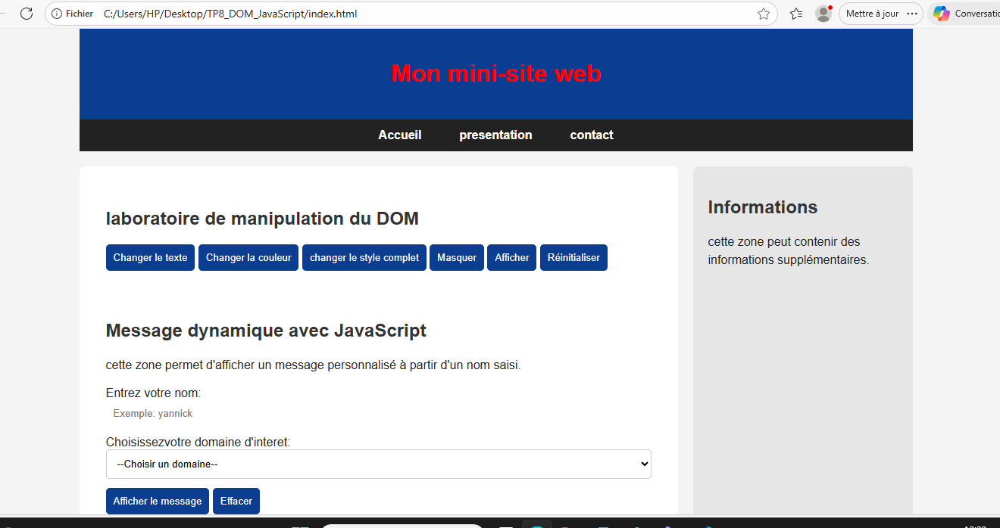 Fichier C:/Users/HP/Desktop/TP8_DOM_JavaScript/index.html Mettre à jour
Mon mini-site web
Accueil presentation contact
laboratoire de manipulation du DOM
Changer le texte Changer la couleur changer le style complet Masquer Afficher Réinitialiser
Message dynamique avec JavaScript
cette zone permet d'afficher un message personnalisé à partir d'un nom saisi.
Entrez votre nom:
Exemple: yannick
Choisissezvotre domaine d'interet:
--Choisir un domaine--
Afficher le message Effacer
Informations
cette zone peut contenir des
informations supplémentaires.